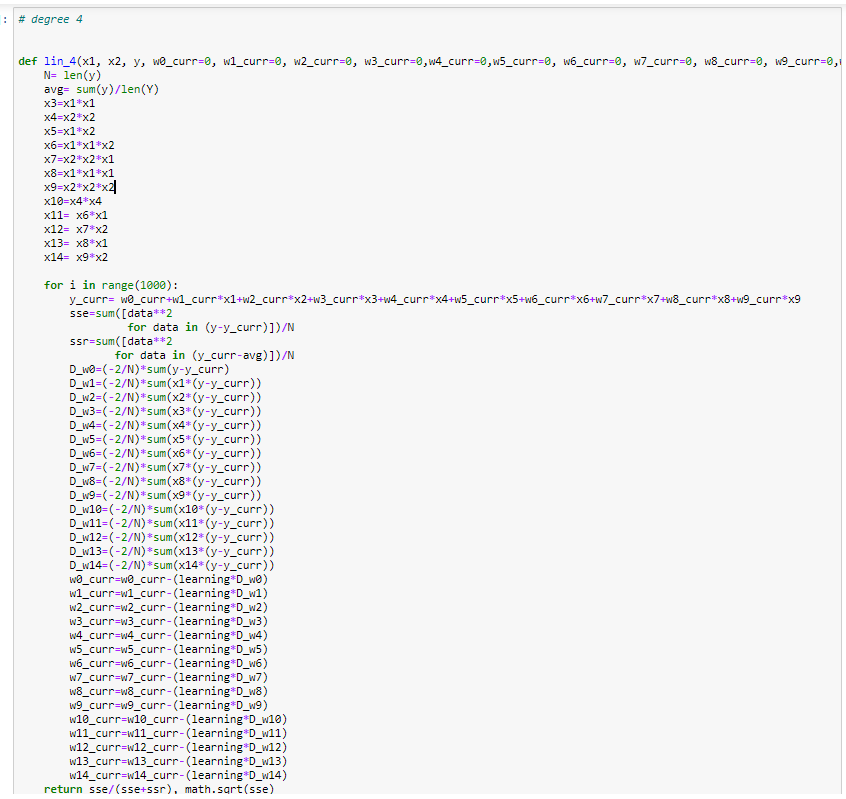 ]: # degree 4
def lin_4(x1, x2, y, w0_curr=0, w1_curr=0, w2_curr=0, w3_curr=0,w4_curr=0,w5_curr=0, w6_curr=0, w7_curr=0, w8_curr=0, w9_curr=0,
N= len(y)
avg= sum(y)/len(Y)
x3=x1*x1
x4=x2*x2
x5=x1*x2
x6=x1*x1*x2
x7=x2*x2*x1
x8=x1*x1*x1
x9=x2*x2*x2
x10=x4*x4
x11= x6*x1
x12= x7*x2
x13= x8*x1
x14= x9*x2
for i in range(1000):
y_curr= w0_curr+w1_curr*x1+w2_curr*x2+w3_curr*x3+w4_curr*x4+w5_curr*x5+w6_curr*x6+w7_curr*x7+w8_curr*x8+w9_curr*x9
sse=sum([data**2
for data in (y-y_curr)])/N
ssr=sum([data**2
for data in (y_curr-avg)])/N
D_w0=(-2/N)*sum(y-y_curr)
D_w1=(-2/N)*sum(x1*(y-y_curr))
D_w2=(-2/N)*sum(x2*(y-y_curr))
D_w3=(-2/N)*sum(x3*(y-y_curr))
D_w4=(-2/N)*sum(x4*(y-y_curr))
D_w5=(-2/N)*sum(x5*(y-y_curr))
D_w6=(-2/N)*sum(x6*(y-y_curr))
D_w7=(-2/N)*sum(x7*(y-y_curr))
D_w8=(-2/N)*sum(x8*(y-y_curr))
D_w9=(-2/N)*sum(x9*(y-y_curr))
D_w10=(-2/N)*sum(x10*(y-y_curr))
D_w11=(-2/N)*sum(x11*(y-y_curr))
D_w12=(-2/N)*sum(x12*(y-y_curr))
D_w13=(-2/N)*sum(x13*(y-y_curr))
D_w14=(-2/N)*sum(x14*(y-y_curr))
w0_curr=w0_curr-(learning*D_w0)
w1_curr=w1_curr-(learning*D_w1)
w2_curr=w2_curr-(learning*D_w2)
w3_curr=w3_curr-(learning*D_w3)
w4_curr=w4_curr-(learning*D_w4)
w5_curr=w5_curr-(learning*D_w5)
w6_curr=w6_curr-(learning*D_w6)
w7_curr=w7_curr-(learning*D_w7)
w8_curr=w8_curr-(learning*D_w8)
w9_curr=w9_curr-(learning*D_w9)
w10_curr=w10_curr-(learning*D_w10)
w11_curr=w11_curr-(learning*D_w11)
w12_curr=w12_curr-(learning*D_w12)
w13_curr=w13_curr-(learning*D_w13)
w14_curr=w14_curr-(learning*D_w14)
return sse/(sse+ssr), math.sqrt(sse)